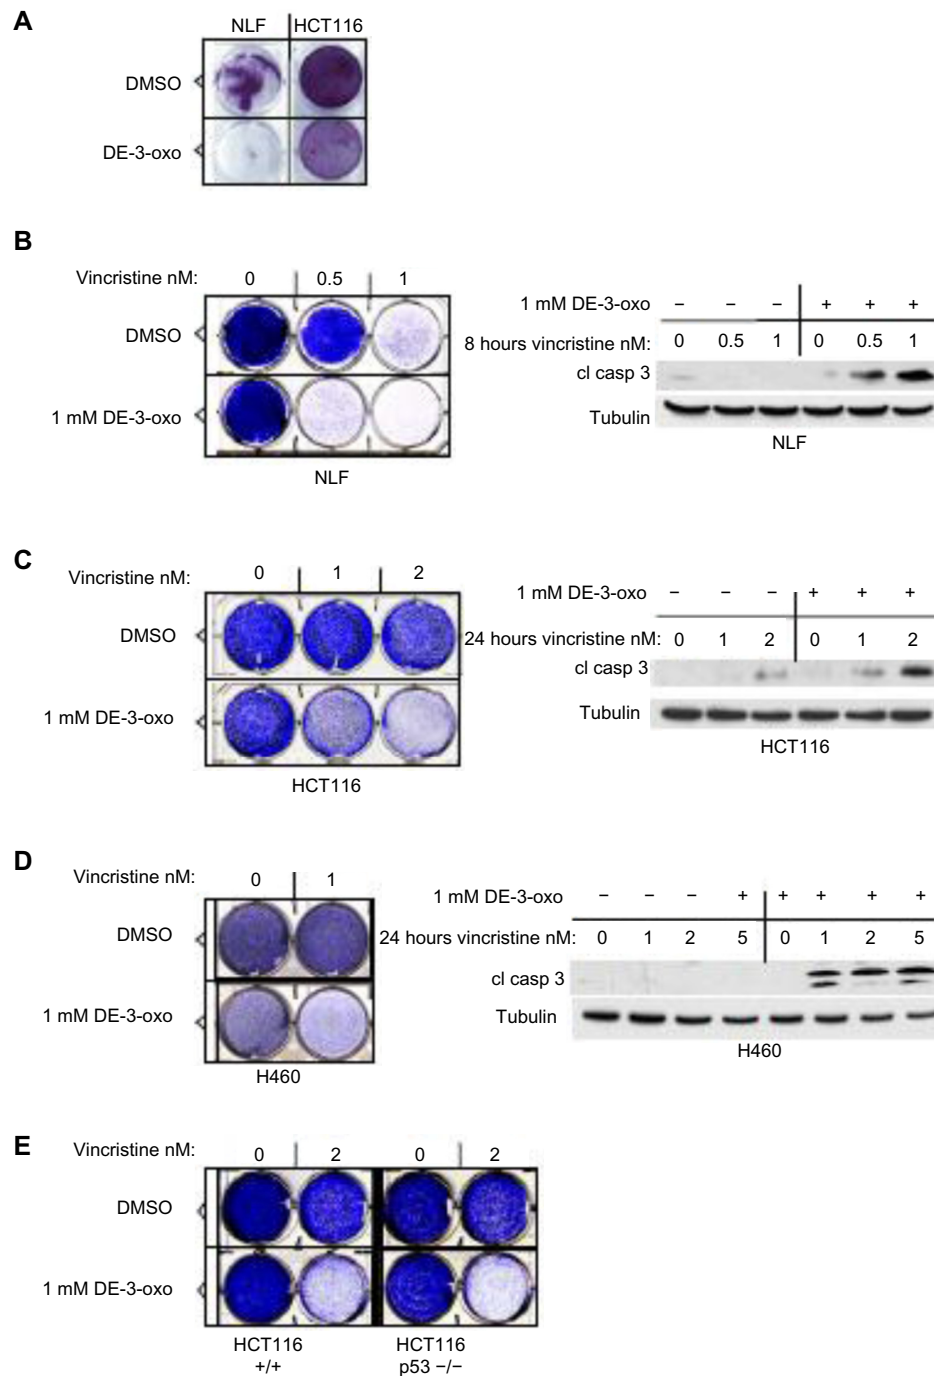 A
NLF HCT116
DMSO
DE-3-oxo
B
Vincristine nM: 0 0.5 1
DMSO
1 mM DE-3-oxo
NLF
1 mM DE-3-oxo − − − + + +
8 hours vincristine nM: 0 0.5 1 0 0.5 1
cl casp 3
Tubulin
NLF
C
Vincristine nM: 0 1 2
DMSO
1 mM DE-3-oxo
HCT116
1 mM DE-3-oxo − − − + + +
24 hours vincristine nM: 0 1 2 0 1 2
cl casp 3
Tubulin
HCT116
D
Vincristine nM: 0 1
DMSO
1 mM DE-3-oxo
H460
1 mM DE-3-oxo − − − + + + + +
24 hours vincristine nM: 0 1 2 5 0 1 2 5
cl casp 3
Tubulin
H460
E
Vincristine nM: 0 2 0 2
DMSO
1 mM DE-3-oxo
HCT116 HCT116
+/+ p53 −/−